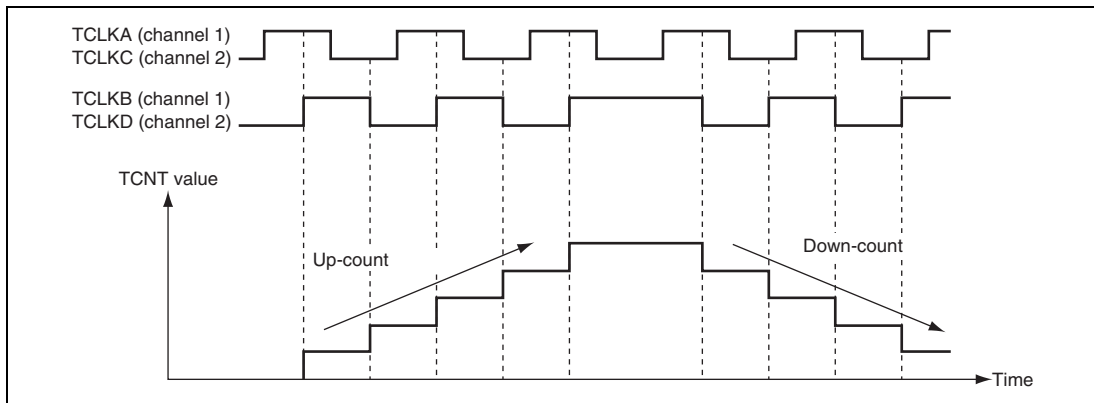 TCLKA (channel 1)
TCLKC (channel 2)
TCLKB (channel 1)
TCLKD (channel 2)
TCNT value
Up-count
Down-count
Time